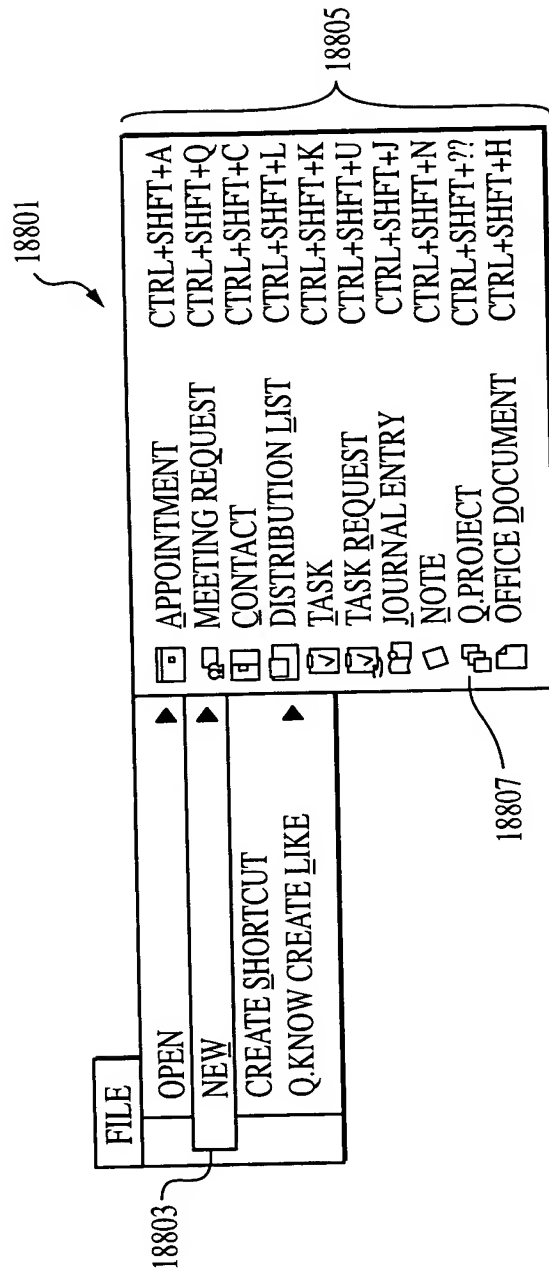 18801
FILE
OPEN
NEW
CREATE SHORTCUT
Q.KNOW CREATE LIKE
18803
APPOINTMENT CTRL+SHFT+A
MEETING REQUEST CTRL+SHFT+Q
CONTACT CTRL+SHFT+C
DISTRIBUTION LIST CTRL+SHFT+L
TASK CTRL+SHFT+K
TASK REQUEST CTRL+SHFT+U
JOURNAL ENTRY CTRL+SHFT+J
NOTE CTRL+SHFT+N
Q.PROJECT CTRL+SHFT+??
OFFICE DOCUMENT CTRL+SHFT+H
18805
18807